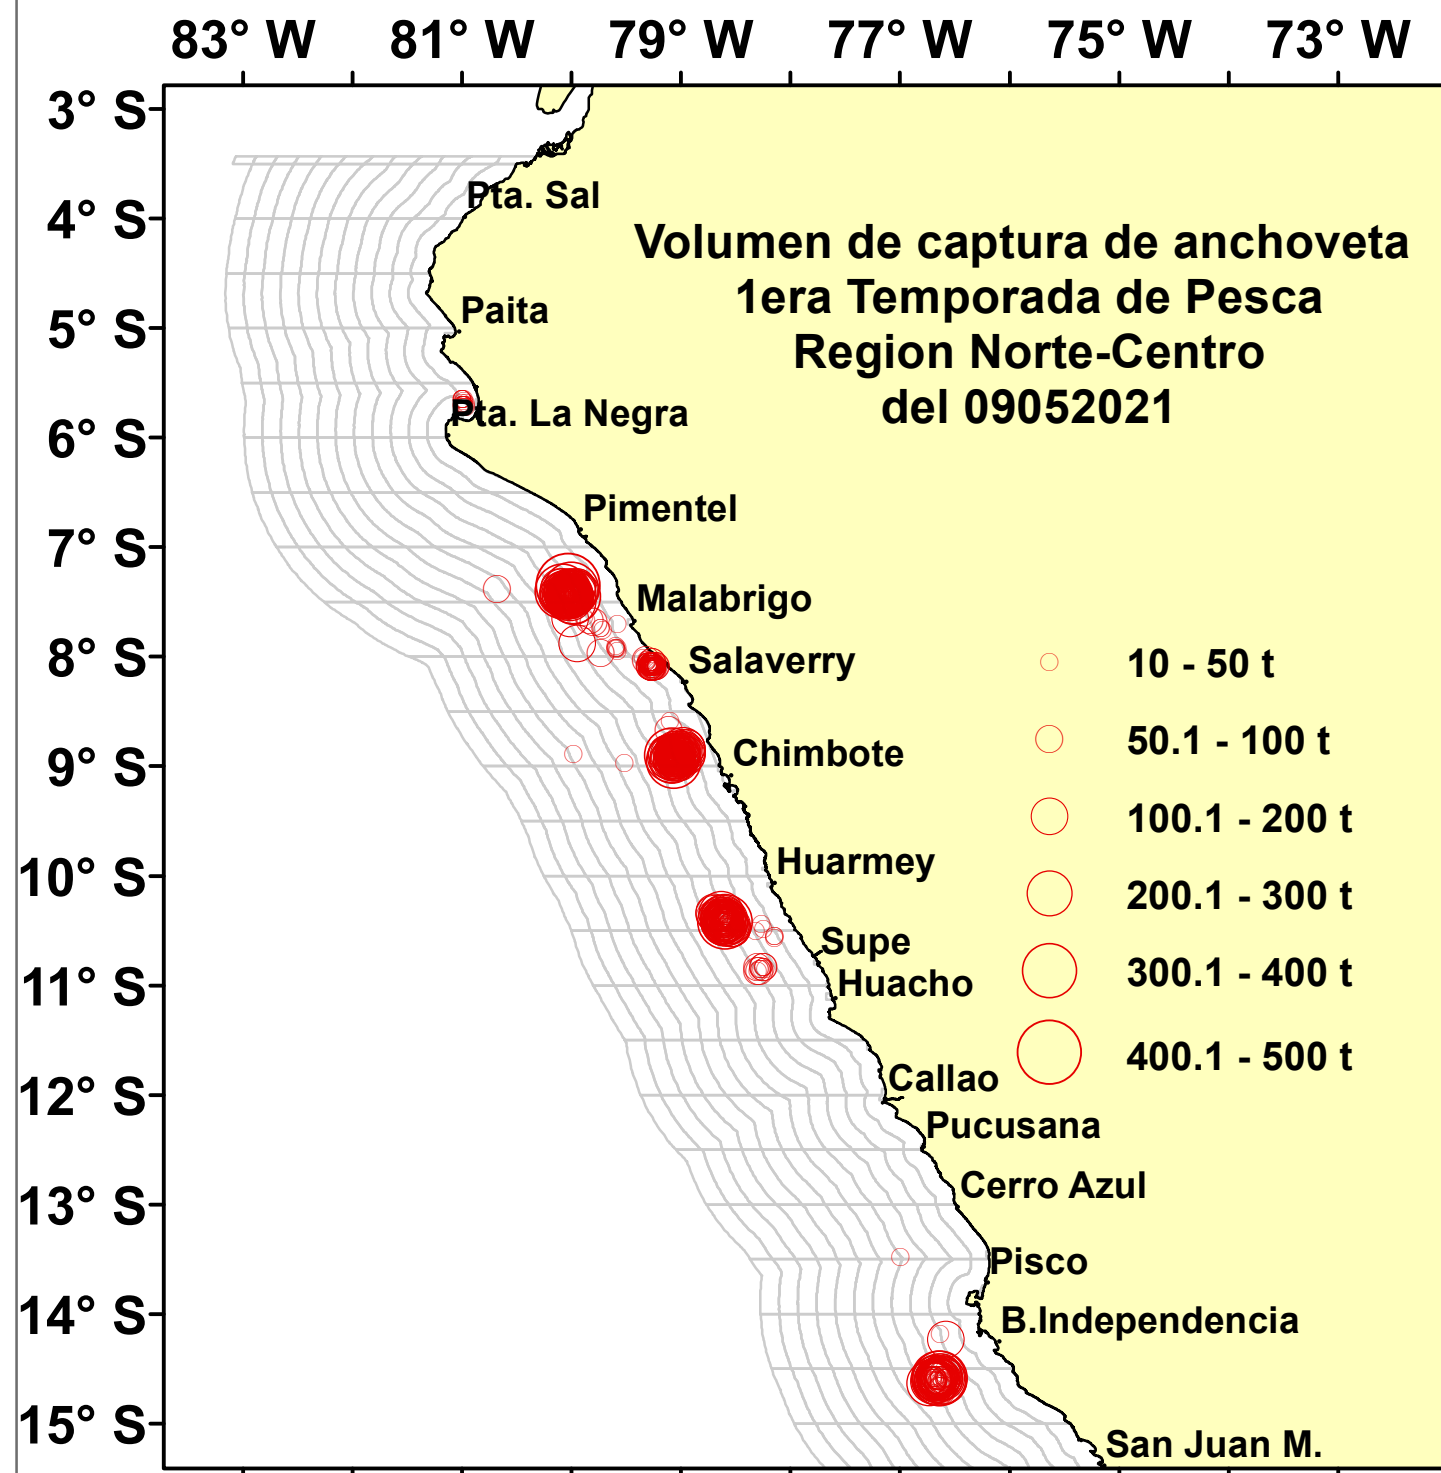 83° W 81° W 79° W 77° W 75° W 73° W
3° S
4° S
5° S
6° S
7° S
8° S
9° S
10° S
11° S
12° S
13° S
14° S
15° S
Volumen de captura de anchoveta
1era Temporada de Pesca
Region Norte-Centro
del 09052021
Pta. Sal
Paita
Pta. La Negra
Pimentel
Malabrigo
Salaverry
Chimbote
Huarmey
Supe
Huacho
Callao
Pucusana
Cerro Azul
Pisco
B.Independencia
San Juan M.
10 - 50 t
50.1 - 100 t
100.1 - 200 t
200.1 - 300 t
300.1 - 400 t
400.1 - 500 t